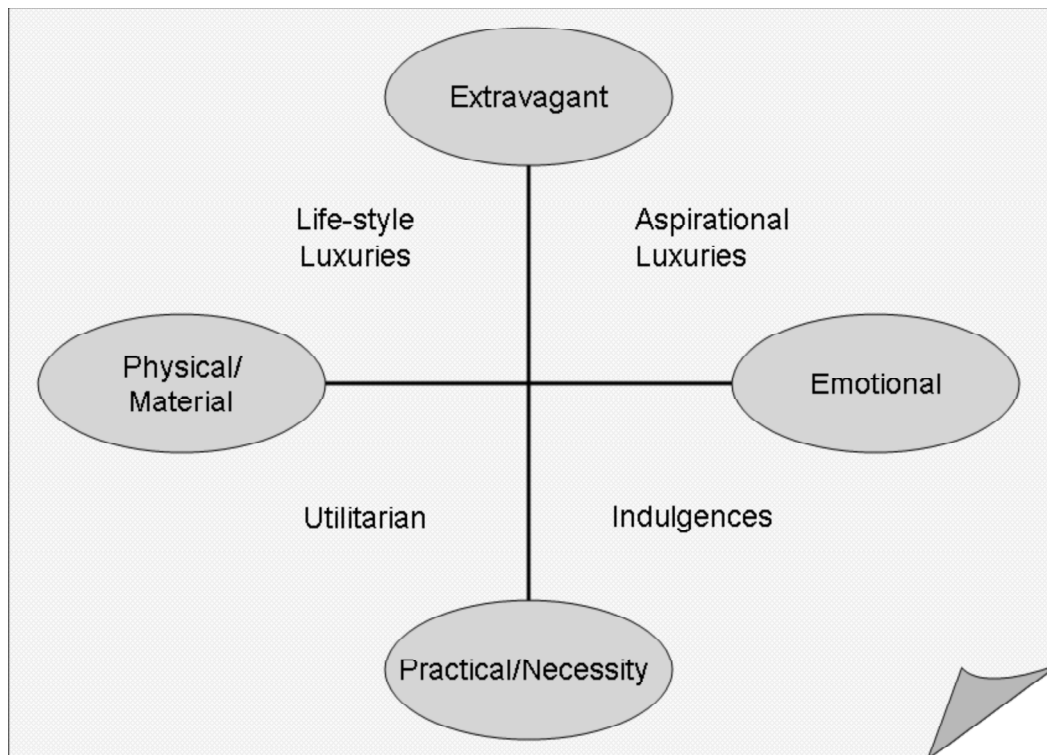 Extravagant
Life-style
Luxuries
Aspirational
Luxuries
Physical/
Material
Emotional
Utilitarian
Indulgences
Practical/Necessity